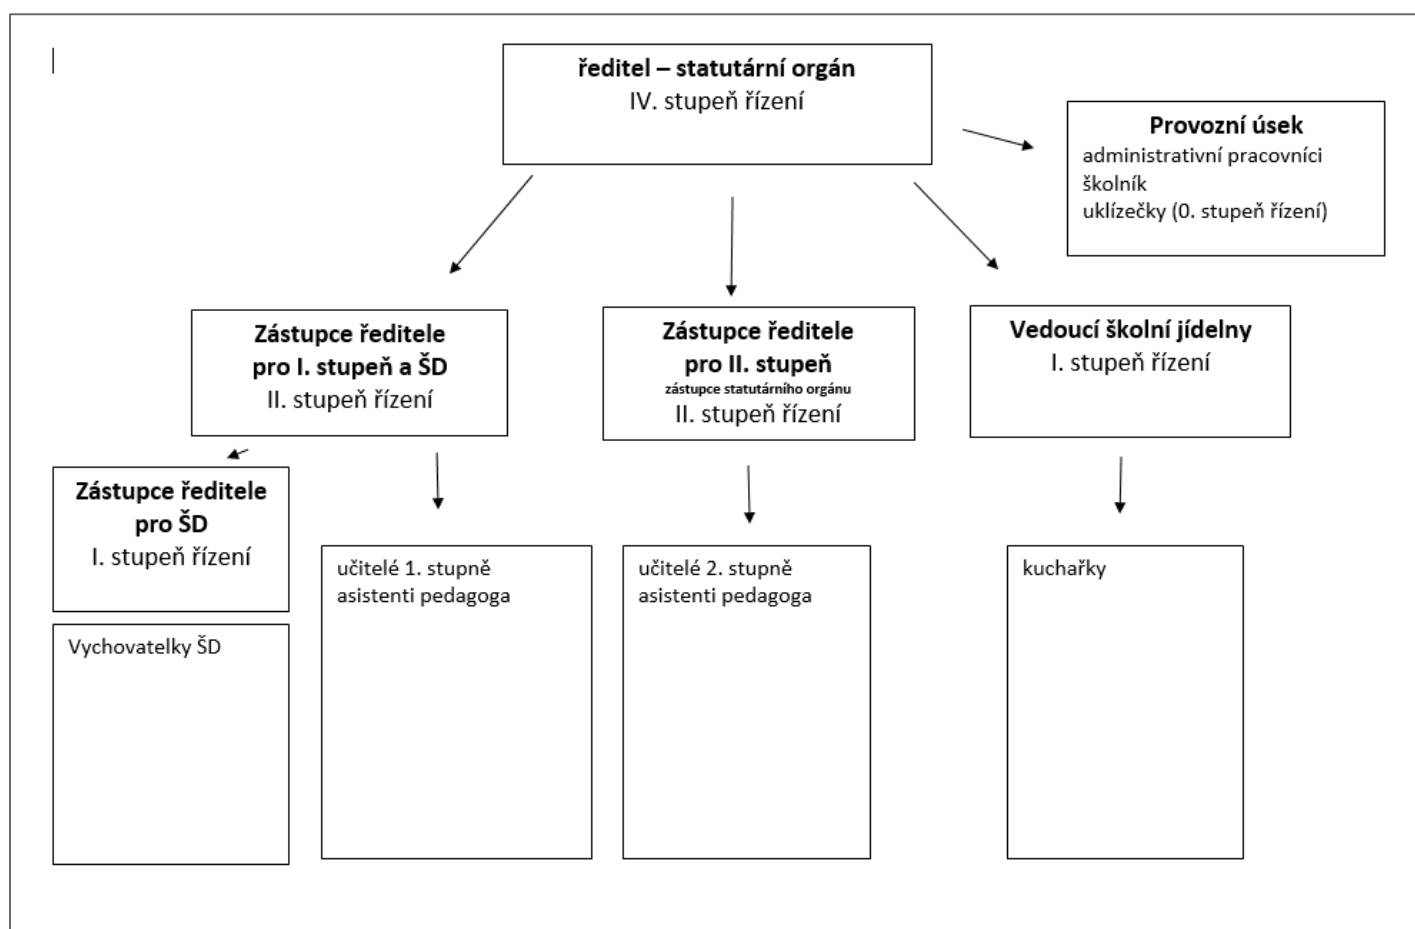 ředitel – statutární orgán
IV. stupeň řízení
Provozní úsek
administrativní pracovníci
školník
uklízečky (0. stupeň řízení)
Zástupce ředitele
pro I. stupeň a ŠD
II. stupeň řízení
Zástupce ředitele
pro II. stupeň
zástupce statutárního orgánu
II. stupeň řízení
Vedoucí školní jídelny
I. stupeň řízení
Zástupce ředitele
pro ŠD
I. stupeň řízení
Vychovatelky ŠD
učitelé 1. stupně
asistenti pedagoga
učitelé 2. stupně
asistenti pedagoga
kuchařky